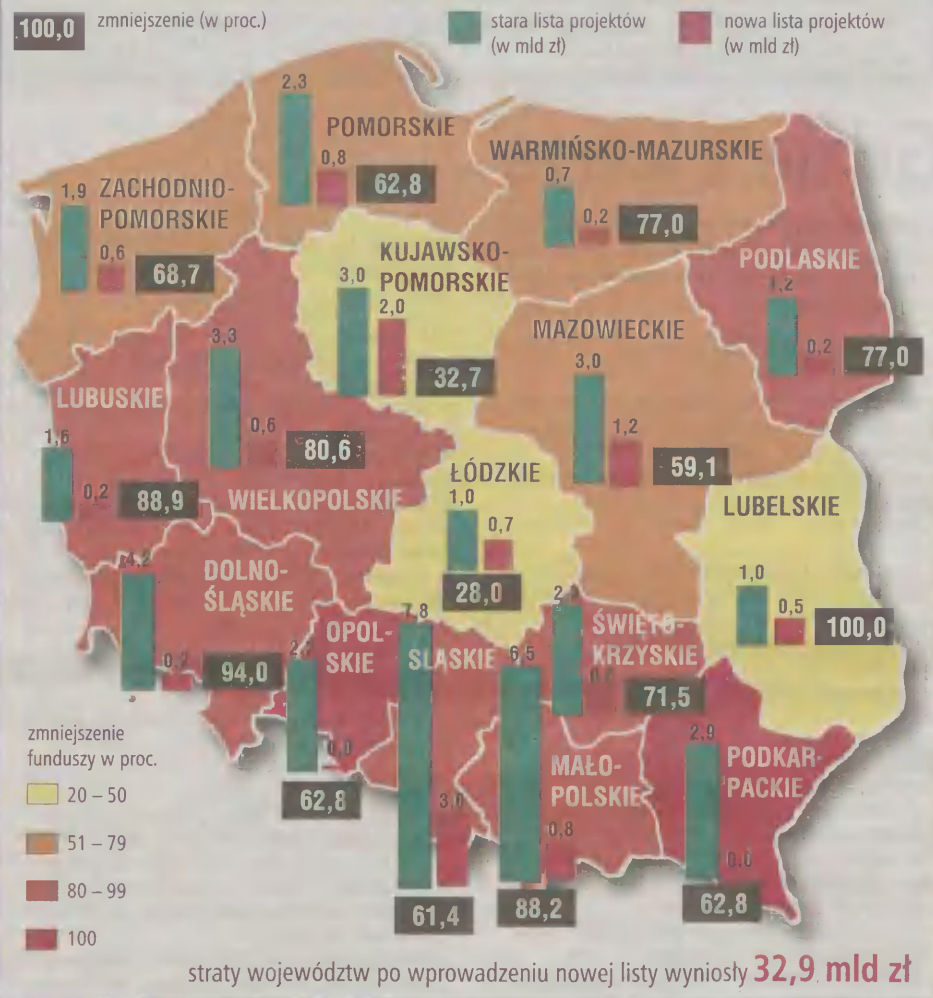 100,0 zmniejszenie (w proc.)
stara lista projektów
(w mld zł)
nowa lista projektów
(w mld zł)
2,3
POMORSKIE
0,8
62,8
WARMIŃSKO-MAZURSKIE
0,7
0,2
77,0
1,9
ZACHODNIO-
POMORSKIE
0,6
68,7
KUJAWSKO-
POMORSKIE
3,0
2,0
32,7
PODLASKIE
1,2
0,2
77,0
MAZOWIECKIE
3,0
1,2
59,1
3,3
0,6
80,6
WIELKOPOLSKIE
LUBUSKIE
1,6
0,2
88,9
ŁÓDZKIE
1,0
0,7
28,0
LUBELSKIE
1,0
0,5
100,0
4,2
DOLNO-
ŚLĄSKIE
0,2
94,0
OPOL-
SKIE
0,0
62,8
7,8
ŚLĄSKIE
3,0
61,4
ŚWIĘTO-
KRZYSKIE
71,5
6,5
MAŁO-
POLSKIE
0,8
88,2
2,9
PODKAR-
PACKIE
0,0
62,8
zmniejszenie
funduszy w proc.
20 – 50
51 – 79
80 – 99
100
straty województw po wprowadzeniu nowej listy wyniosły 32,9 mld zł